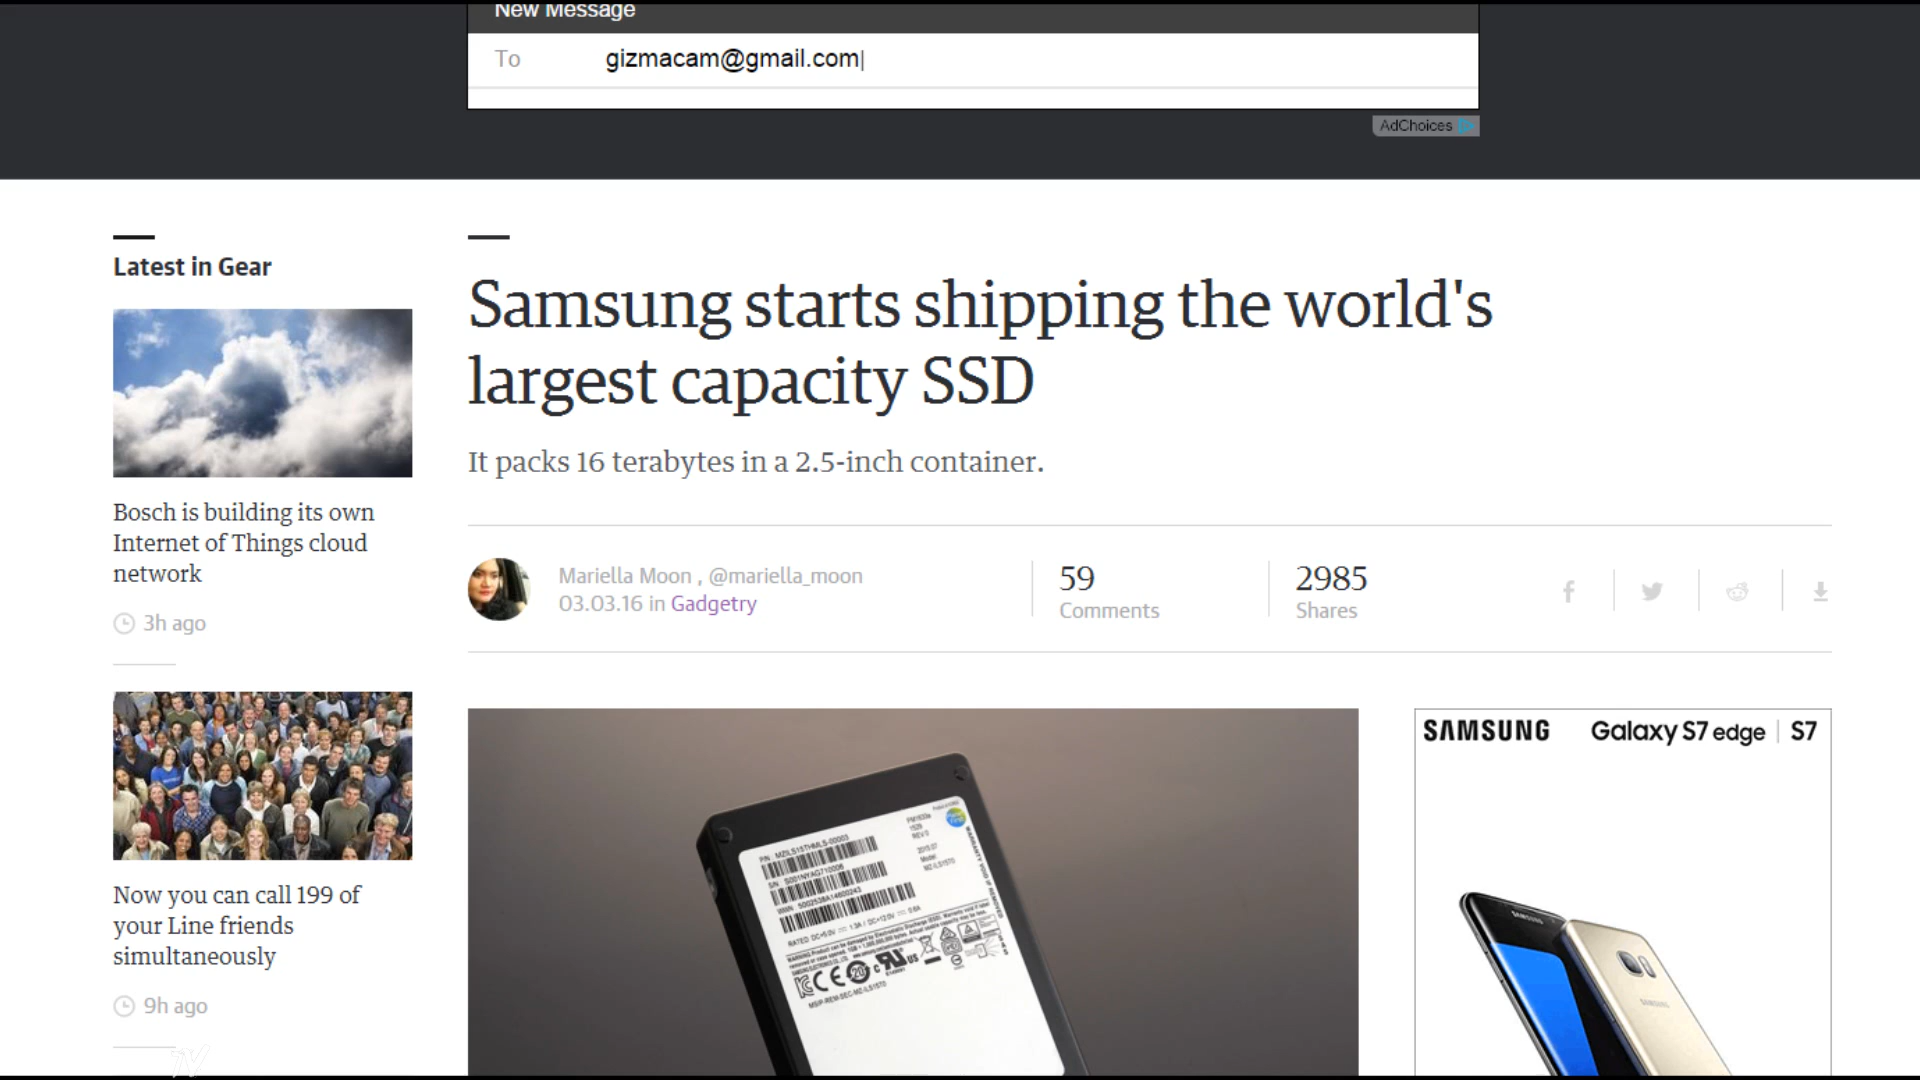 New Message
To gizmacam@gmail.com
AdChoices
Latest in Gear
Bosch is building its own
Internet of Things cloud
network
3h ago
Now you can call 199 of
your Line friends
simultaneously
9h ago
Samsung starts shipping the world's
largest capacity SSD
It packs 16 terabytes in a 2.5-inch container.
Mariella Moon , @mariella_moon
03.03.16 in Gadgetry
59
Comments
2985
Shares
SAMSUNG Galaxy S7 edge | S7
SAMSUNG
SAMSUNG